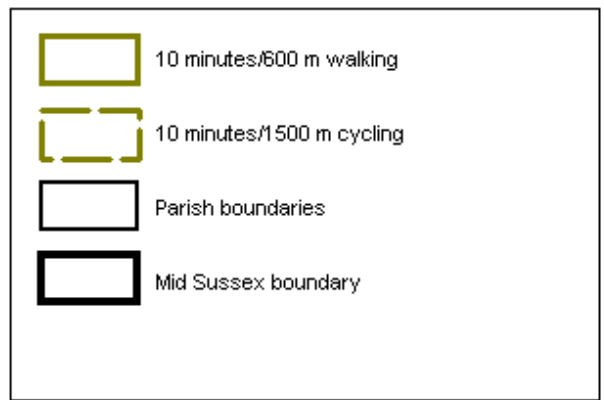 10 minutes/600 m walking
10 minutes/1500 m cycling
Parish boundaries
Mid Sussex boundary